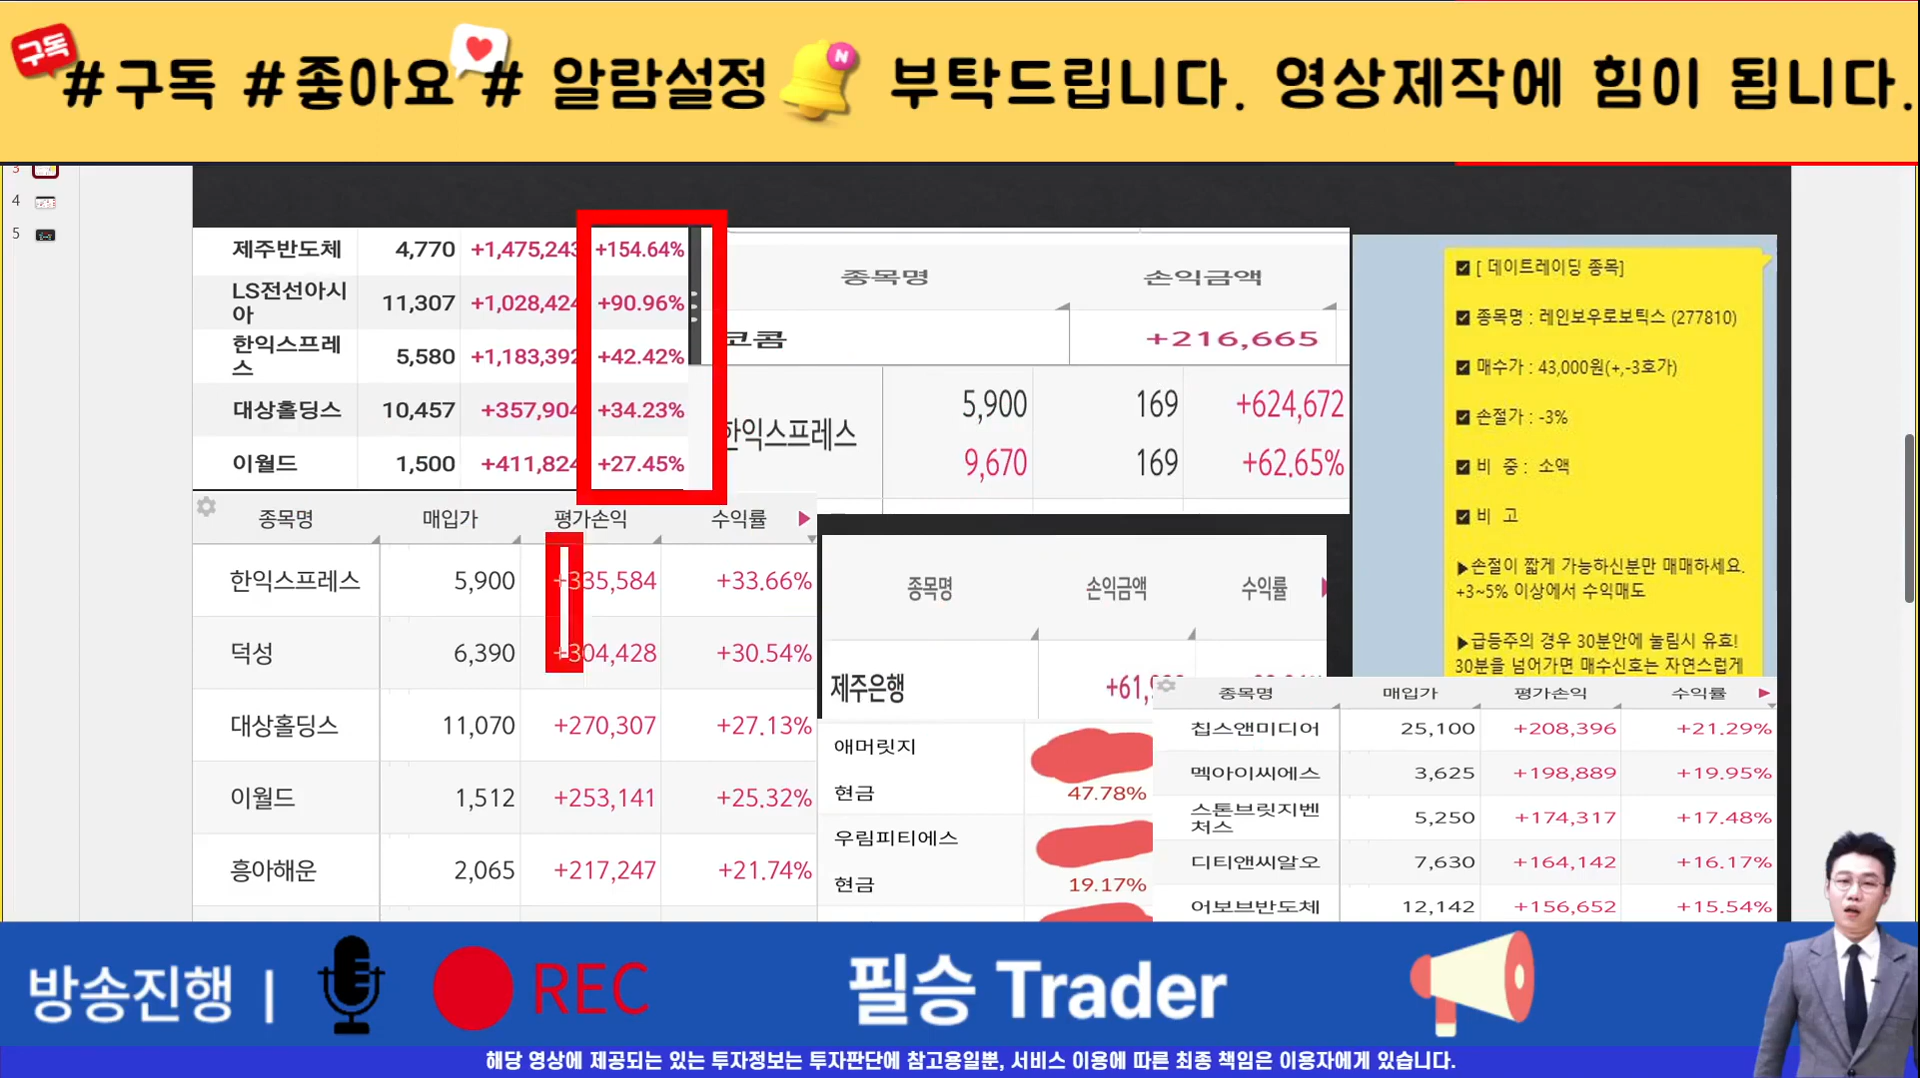 구독
#구독 #좋아요 # 알람설정 N 부탁드립니다. 영상제작에 힘이 됩니다.
3
4
5
제주반도체 4,770 +1,475,243 +154.64%
LS전선아시아 11,307 +1,028,424 +90.96%
한익스프레스 5,580 +1,183,392 +42.42%
대상홀딩스 10,457 +357,904 +34.23%
이월드 1,500 +411,824 +27.45%
종목명 손익금액
코콤 +216,665
한익스프레스 5,900 169 +624,672
9,670 169 +62.65%
☑ [ 데이트레이딩 종목]
☑ 종목명 : 레인보우로보틱스 (277810)
☑ 매수가 : 43,000원(+,-3호가)
☑ 손절가 : -3%
☑ 비 중 : 소액
☑ 비 고
▶손절이 짧게 가능하신분만 매매하세요.
+3~5% 이상에서 수익매도
▶급등주의 경우 30분안에 눌림시 유효!
30분을 넘어가면 매수신호는 자연스럽게
종목명 매입가 평가손익 수익률
한익스프레스 5,900 +335,584 +33.66%
덕성 6,390 +304,428 +30.54%
대상홀딩스 11,070 +270,307 +27.13%
이월드 1,512 +253,141 +25.32%
흥아해운 2,065 +217,247 +21.74%
종목명 손익금액 수익률
제주은행 +61,
애머릿지
현금 47.78%
우림피티에스
현금 19.17%
종목명 매입가 평가손익 수익률
칩스앤미디어 25,100 +208,396 +21.29%
멕아이씨에스 3,625 +198,889 +19.95%
스톤브릿지벤처스 5,250 +174,317 +17.48%
디티앤씨알오 7,630 +164,142 +16.17%
어보브반도체 12,142 +156,652 +15.54%
방송진행 | REC 필승 Trader
해당 영상에 제공되는 있는 투자정보는 투자판단에 참고용일뿐, 서비스 이용에 따른 최종 책임은 이용자에게 있습니다.